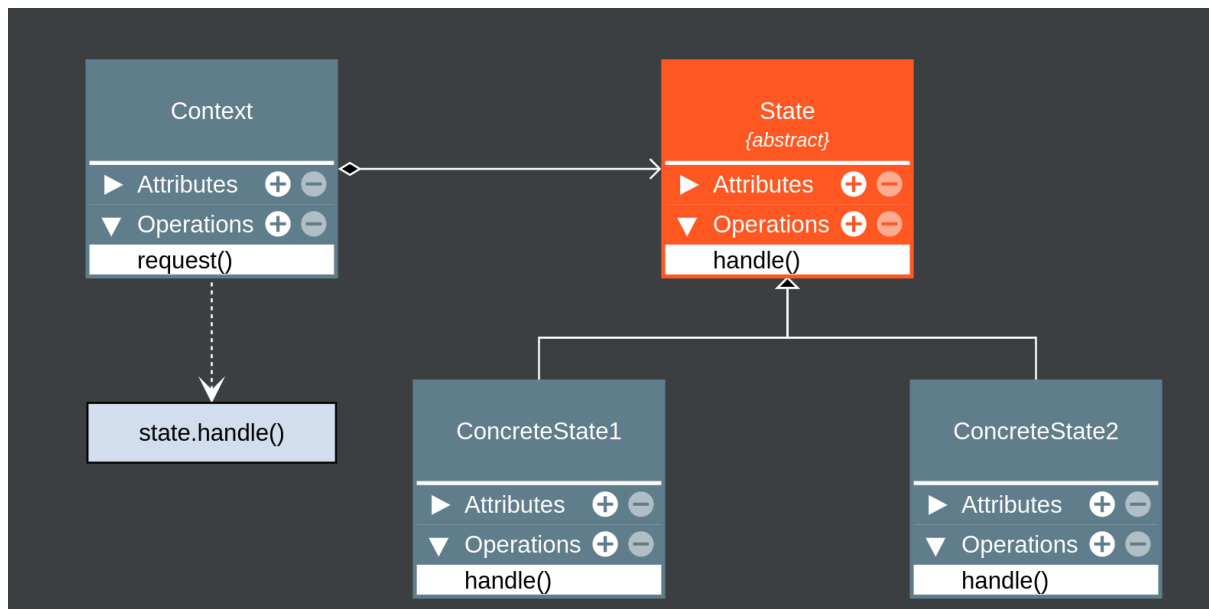 Context
Attributes
Operations
request()
State
{abstract}
Attributes
Operations
handle()
state.handle()
ConcreteState1
Attributes
Operations
handle()
ConcreteState2
Attributes
Operations
handle()